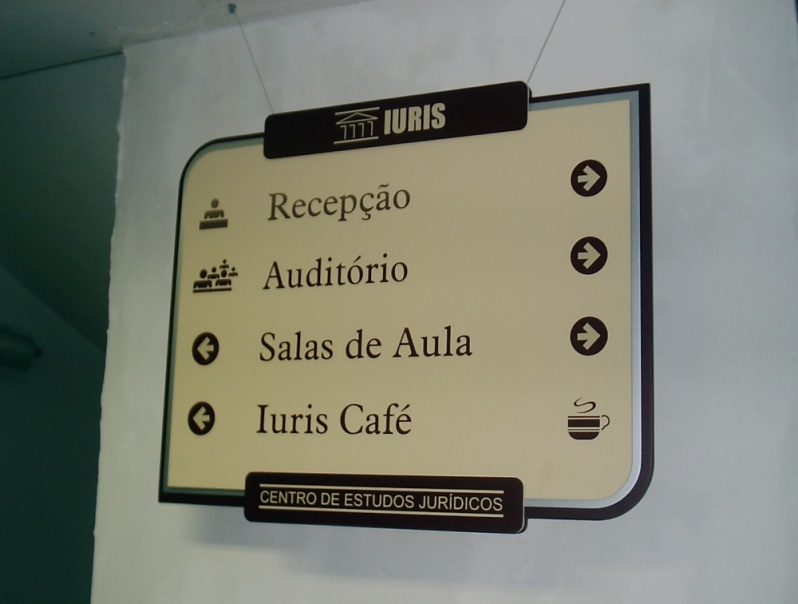 IURIS
Recepção
Auditório
Salas de Aula
Iuris Café
CENTRO DE ESTUDOS JURÍDICOS